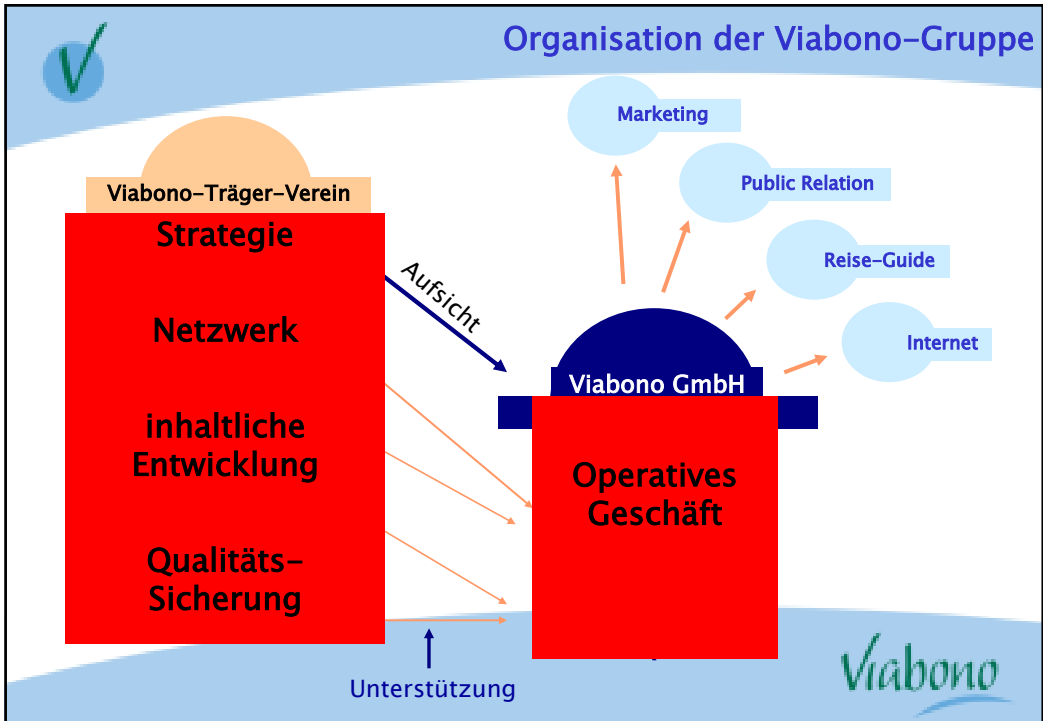 Organisation der Viabono-Gruppe
Marketing
Public Relation
Viabono-Träger-Verein
Strategie
Reise-Guide
Aufsicht
Netzwerk
Internet
Viabono GmbH
inhaltliche
Entwicklung
Operatives
Geschäft
Qualitäts-
Sicherung
Unterstützung
Viabono